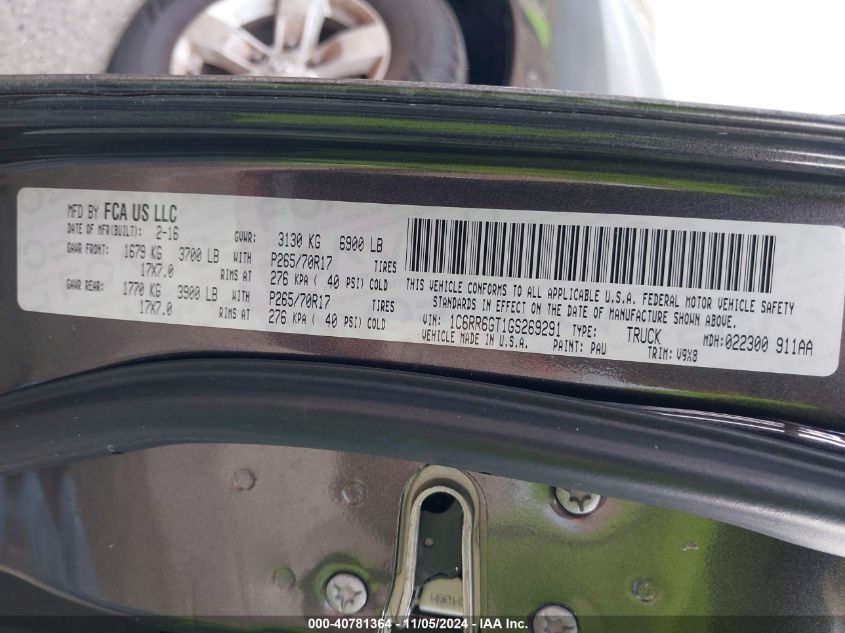 MFD BY FCA US LLC
DATE OF MFR(BUILT): 2-16 GVWR: 3130 KG 6900 LB
GAWR FRONT: 1679 KG 3700 LB WITH P265/70R17 TIRES
17X7.0 RIMS AT 276 KPA ( 40 PSI) COLD
GAWR REAR: 1770 KG 3900 LB WITH P265/70R17 TIRES
17X7.0 RIMS AT 276 KPA ( 40 PSI) COLD
THIS VEHICLE CONFORMS TO ALL APPLICABLE U.S.A. FEDERAL MOTOR VEHICLE SAFETY
STANDARDS IN EFFECT ON THE DATE OF MANUFACTURE SHOWN ABOVE.
VIN: 1C6RR6GT1GS269291 TYPE: TRUCK MDH:022300 911AA
VEHICLE MADE IN U.S.A. PAINT: PAU TRIM: V9X8
000-40781364 - 11/05/2024 - IAA Inc.